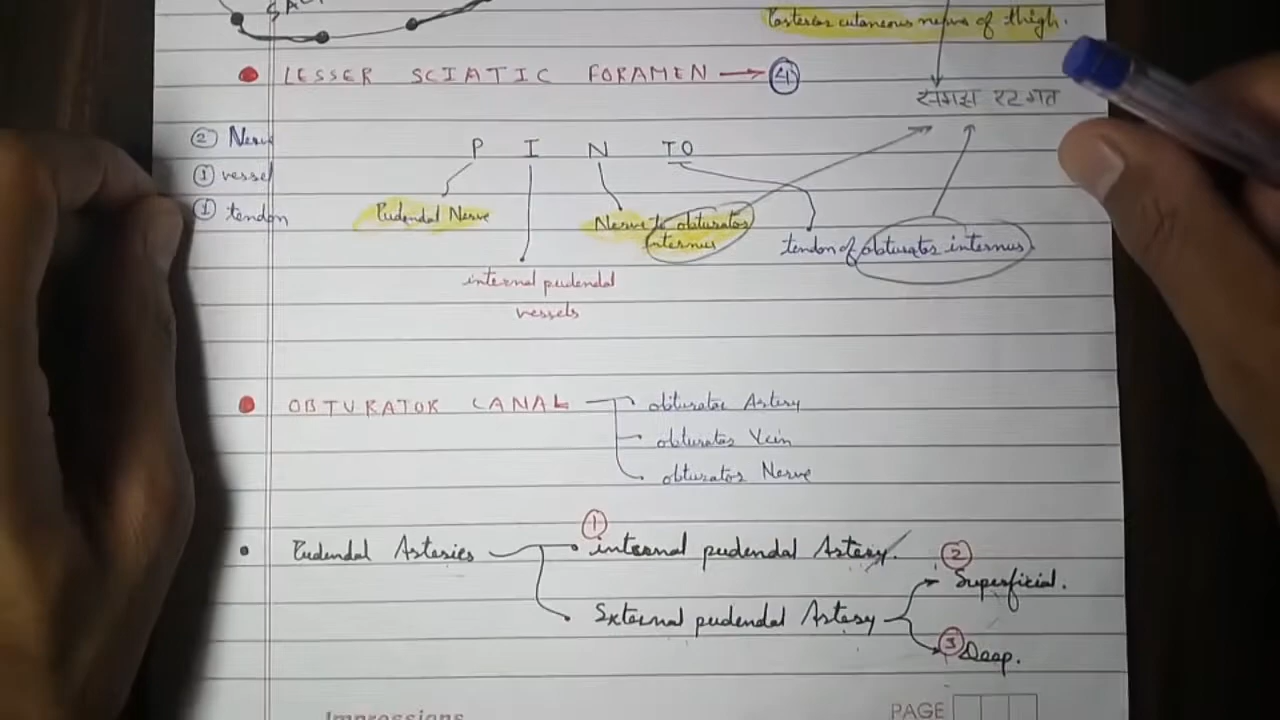 Posterior cutaneous nerve of thigh.
LESSER SCIATIC FORAMEN → 4
② Nerve
① vessel
① tendon
P I N TO
Pudendal Nerve
internal pudendal
vessels
Nerve to obturator
internus
tendon of obturator internus
OBTURATOR CANAL
obturator Artery
obturator Vein
obturator Nerve
Pudendal Arteries
① internal pudendal Artery.
External pudendal Artery
② Superficial.
③ Deep.
Impressions
PAGE